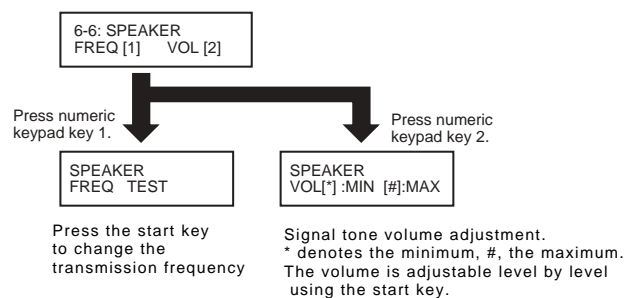 6-6: SPEAKER
FREQ [1] VOL [2]
Press numeric
keypad key 1.
Press numeric
keypad key 2.
SPEAKER
FREQ TEST
SPEAKER
VOL[*] :MIN [#]:MAX
Press the start key
to change the
transmission frequency
Signal tone volume adjustment.
* denotes the minimum, #, the maximum.
The volume is adjustable level by level
using the start key.